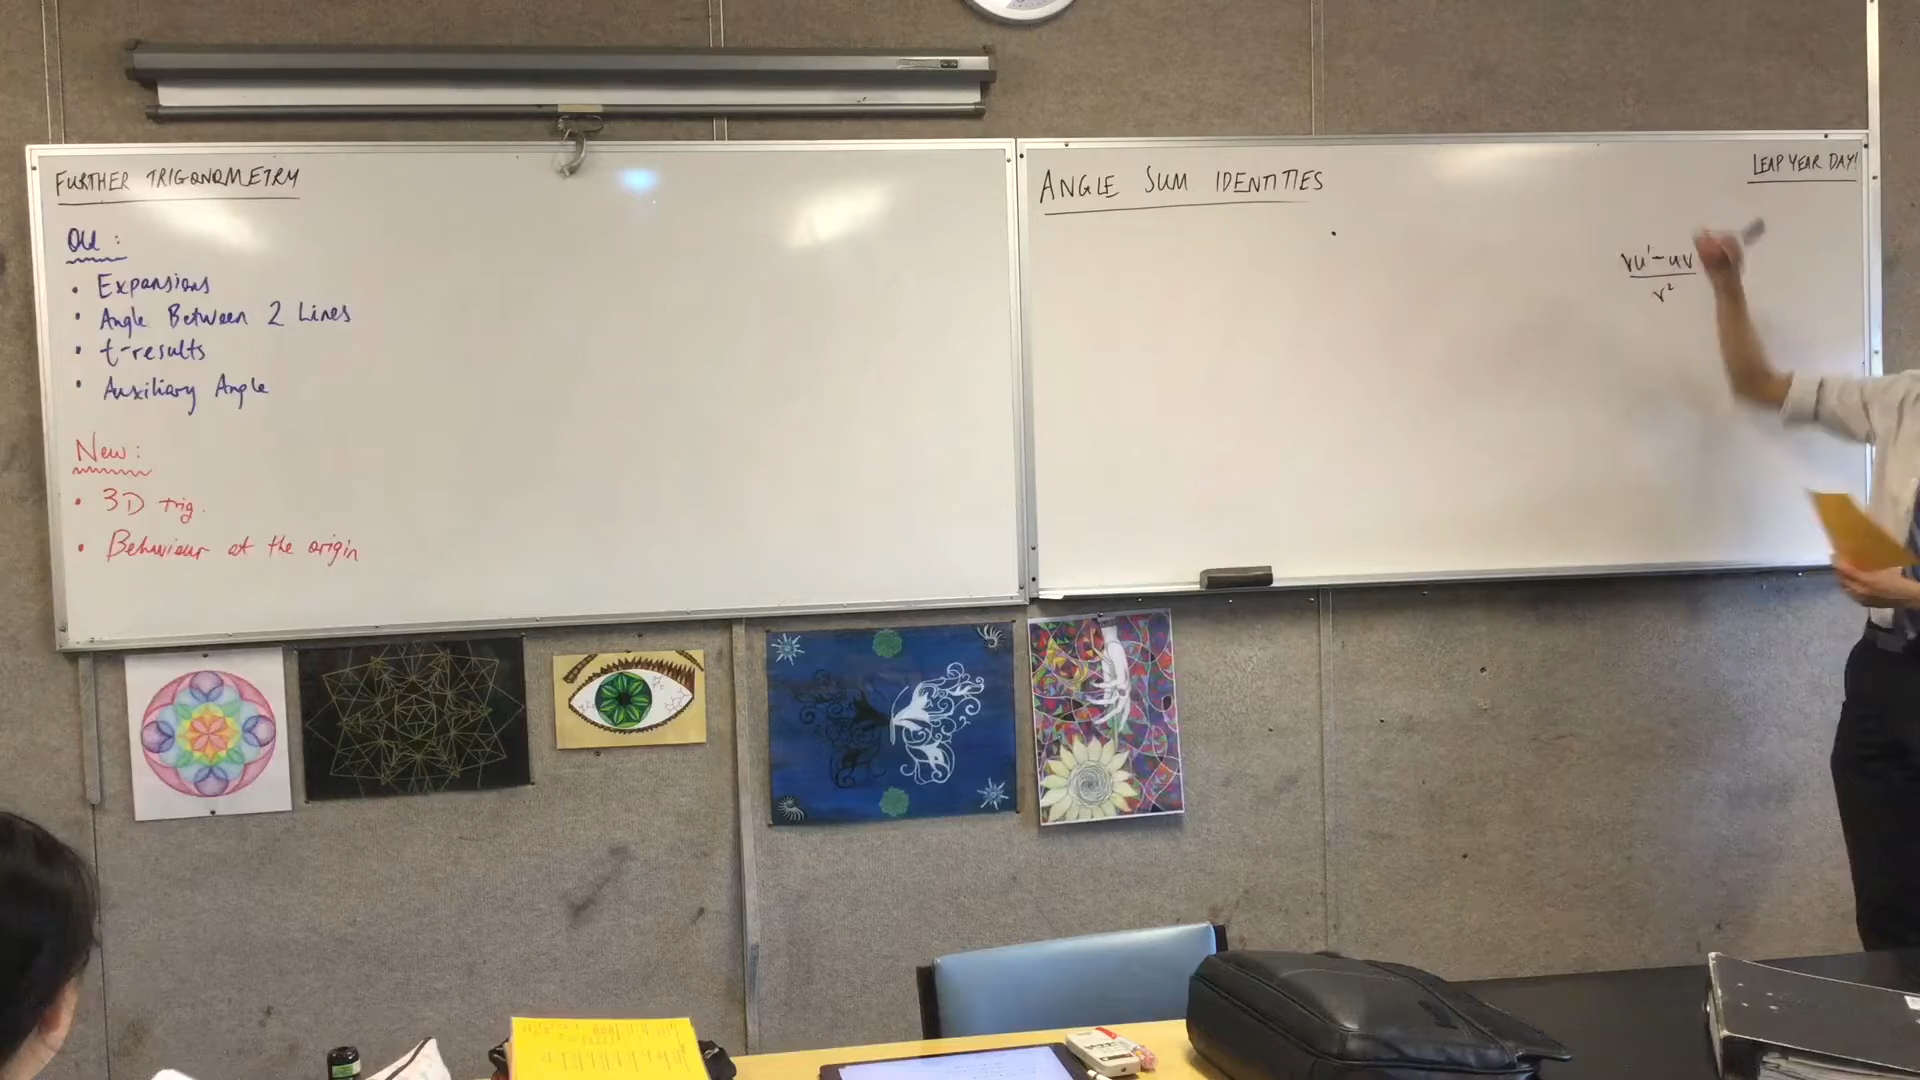 FURTHER TRIGONOMETRY
Old :
• Expansions
• Angle Between 2 Lines
• t-results
• Auxiliary Angle
New :
• 3D trig.
• Behaviour at the origin
ANGLE SUM IDENTITIES
LEAP YEAR DAY!
vu' - uv
v²